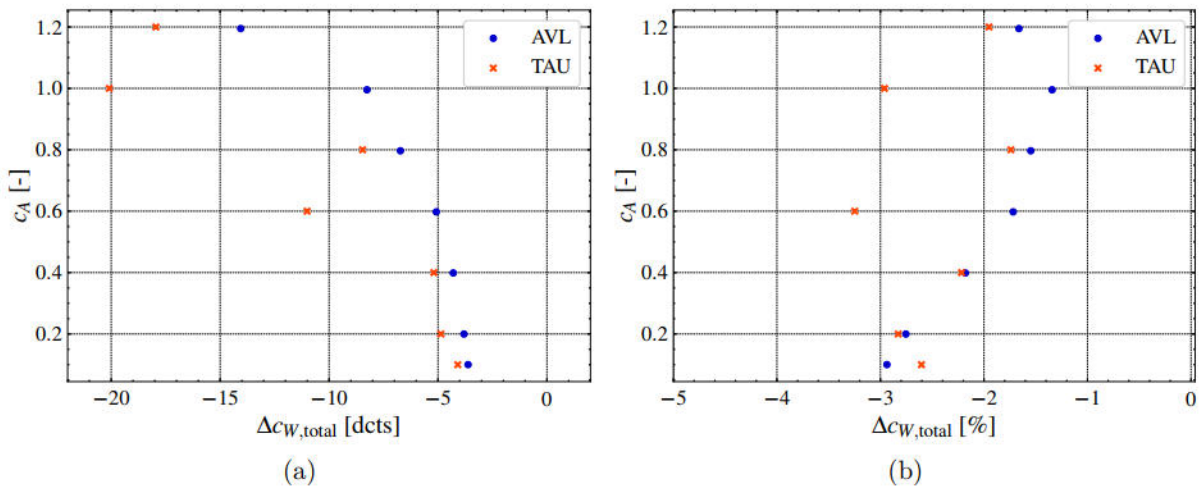 1.2
1.0
0.8
0.6
0.4
0.2
c_A [-]
−20
−15
−10
−5
0
Δc_{W,total} [dcts]
AVL
TAU
(a)
1.2
1.0
0.8
0.6
0.4
0.2
c_A [-]
−5
−4
−3
−2
−1
0
Δc_{W,total} [%]
AVL
TAU
(b)